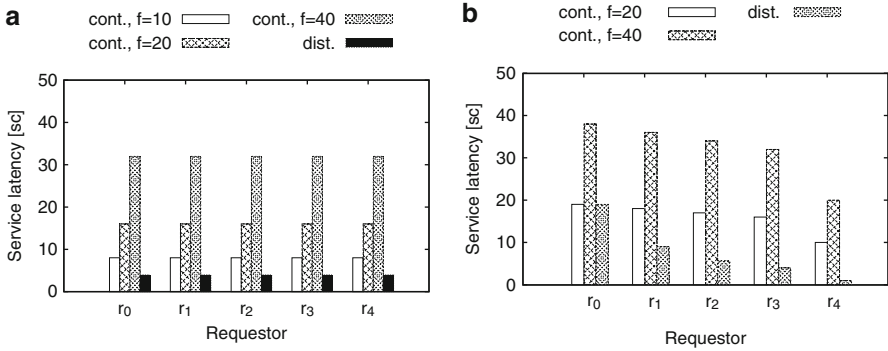 a
cont., f=10
cont., f=40
cont., f=20
dist.
Service latency [sc]
50
40
30
20
10
0
r0 r1 r2 r3 r4
Requestor
b
cont., f=20
dist.
cont., f=40
Service latency [sc]
50
40
30
20
10
0
r0 r1 r2 r3 r4
Requestor